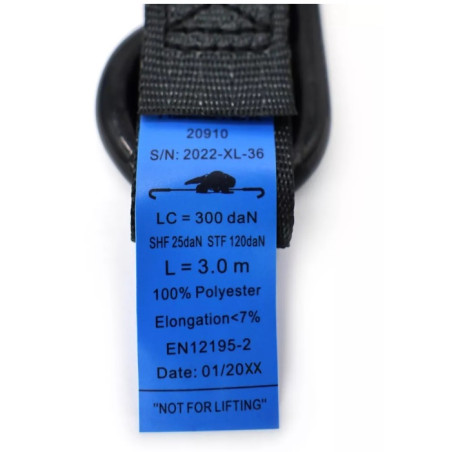 20910
S/N: 2022-XL-36
LC = 300 daN
SHF 25daN STF 120daN
L = 3.0 m
100% Polyester
Elongation<7%
EN12195-2
Date: 01/20XX
"NOT FOR LIFTING"